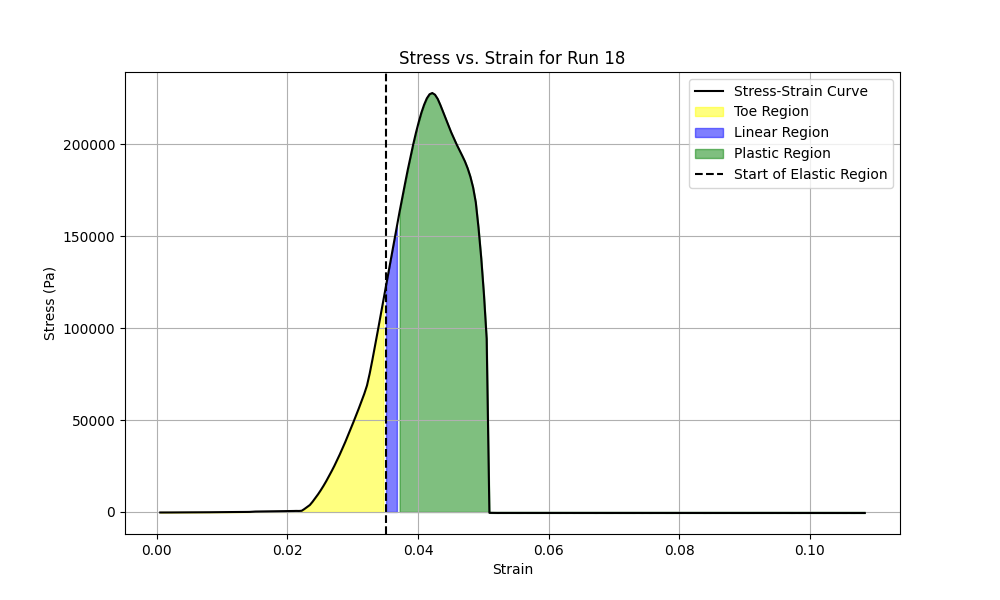 Stress vs. Strain for Run 18
Stress-Strain Curve
Toe Region
Linear Region
Plastic Region
Start of Elastic Region
Stress (Pa)
200000
150000
100000
50000
0
0.00 0.02 0.04 0.06 0.08 0.10
Strain